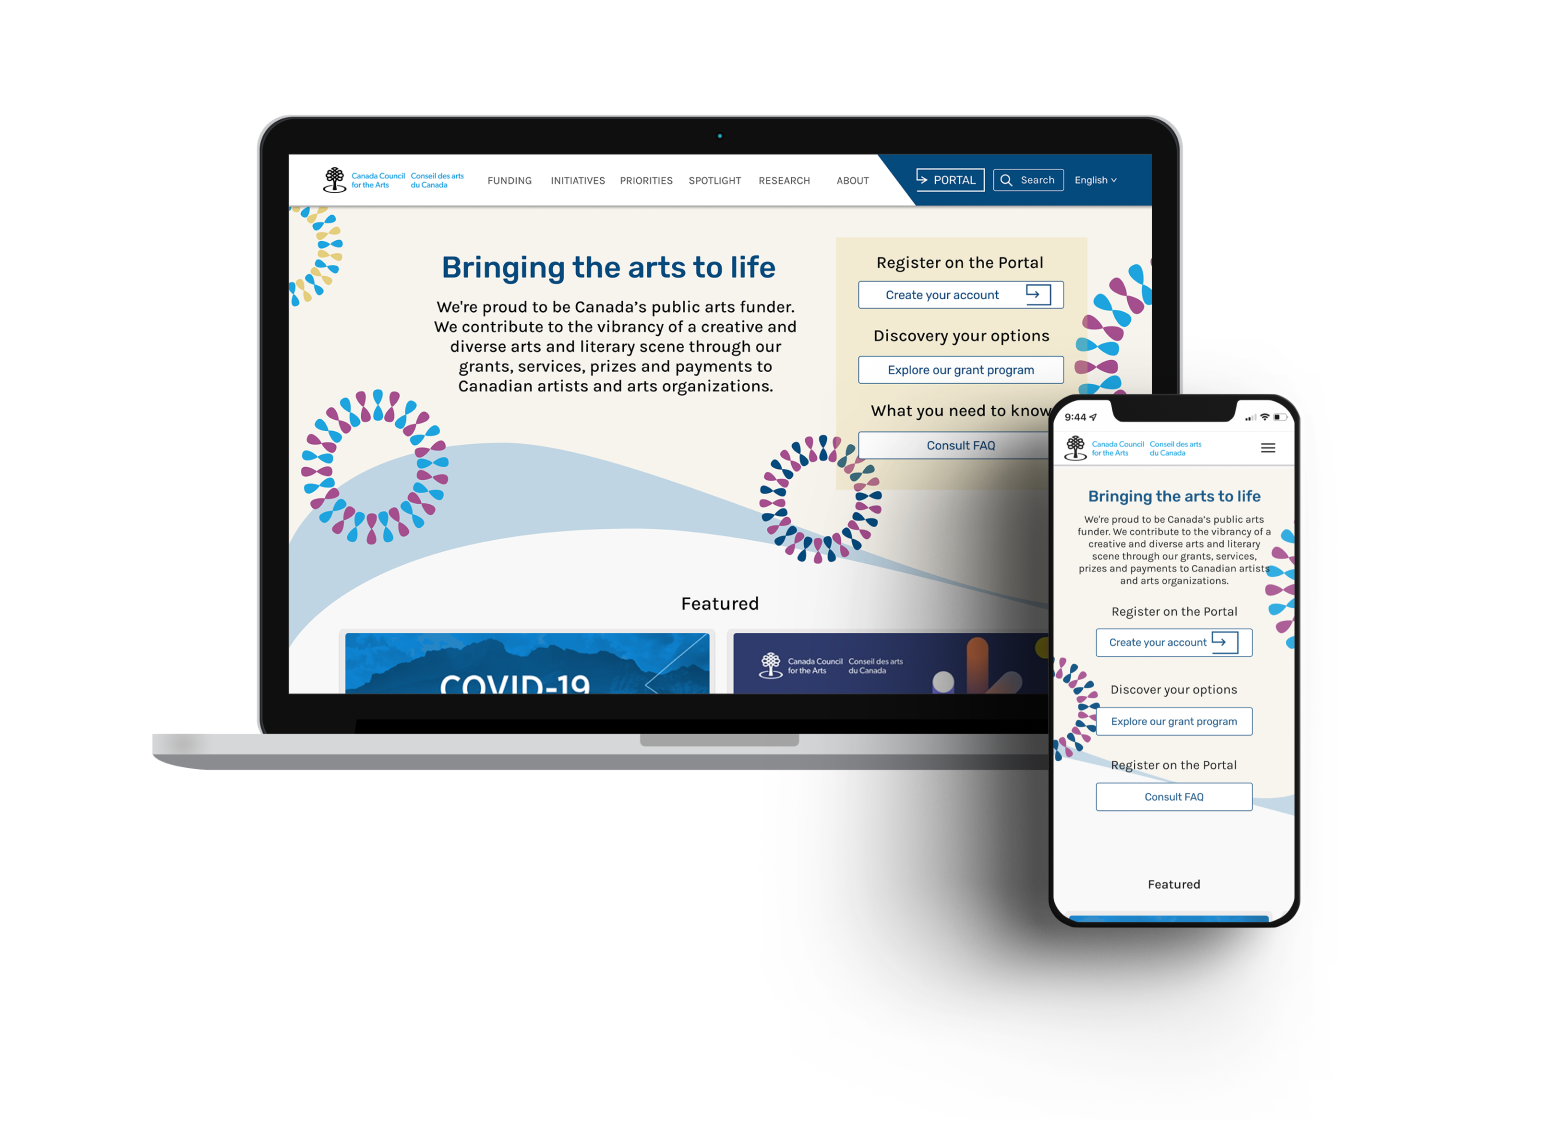 Canada Council Conseil des arts
for the Arts du Canada
FUNDING INITIATIVES PRIORITIES SPOTLIGHT RESEARCH ABOUT
PORTAL Search English
Bringing the arts to life
We're proud to be Canada’s public arts funder.
We contribute to the vibrancy of a creative and
diverse arts and literary scene through our
grants, services, prizes and payments to
Canadian artists and arts organizations.
Register on the Portal
Create your account
Discovery your options
Explore our grant program
What you need to know
Consult FAQ
Featured
COVID-19
Canada Council Conseil des arts
for the Arts du Canada
9:44
Canada Council Conseil des arts
for the Arts du Canada
Bringing the arts to life
We're proud to be Canada's public arts
funder. We contribute to the vibrancy of a
creative and diverse arts and literary
scene through our grants, services,
prizes and payments to Canadian artists
and arts organizations.
Register on the Portal
Create your account
Discover your options
Explore our grant program
Register on the Portal
Consult FAQ
Featured